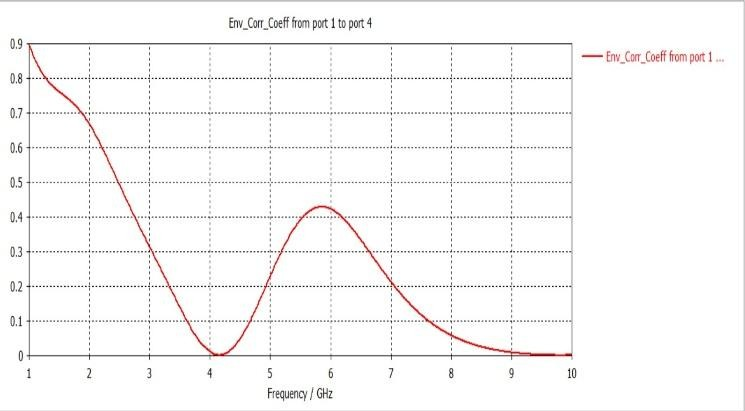 Env_Corr_Coeff from port 1 to port 4
0.9
Env_Corr_Coeff from port 1 ...
0.8
0.7
0.6
0.5
0.4
0.3
0.2
0.1
0
1 2 3 4 5 6 7 8 9 10
Frequency / GHz